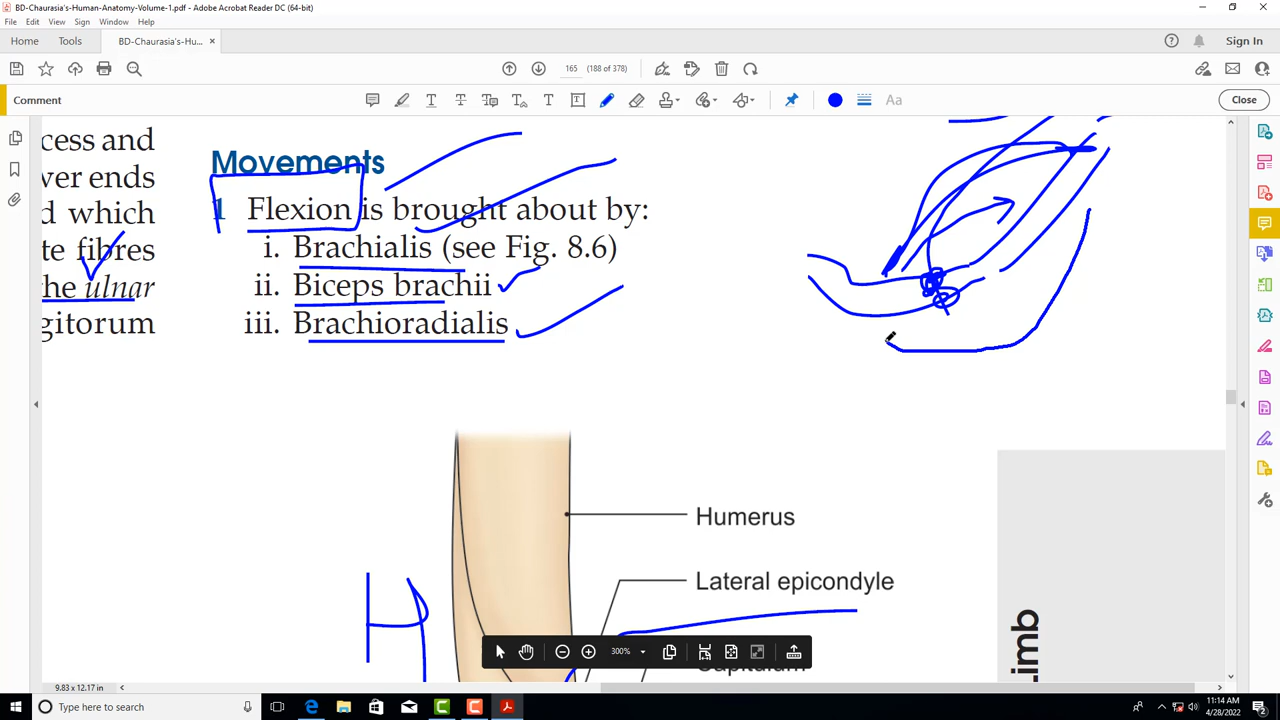 BD-Chaurasia's-Human-Anatomy-Volume-1.pdf - Adobe Acrobat Reader DC (64-bit)
File Edit View Sign Window Help
Home Tools BD-Chaurasia's-Hu... × Sign In
165 (188 of 378)
Comment Aa Close
cess and
ver ends
d which
te fibres
the ulnar
gitorum
Movements
1 Flexion is brought about by:
i. Brachialis (see Fig. 8.6)
ii. Biceps brachii
iii. Brachioradialis
Humerus
Lateral epicondyle
Capitulum
Limb
H
300%
9.83 x 12.17 in
Type here to search
11:14 AM
4/28/2022